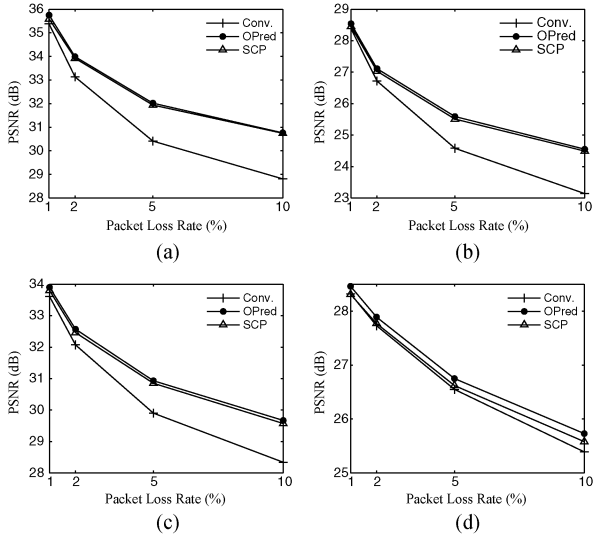 36
35
34
33
32
31
30
29
28
PSNR (dB)
Conv.
OPred
SCP
1 2 5 10
Packet Loss Rate (%)
(a)
29
28
27
26
25
24
23
PSNR (dB)
Conv.
OPred
SCP
1 2 5 10
Packet Loss Rate (%)
(b)
34
33
32
31
30
29
28
PSNR (dB)
Conv.
OPred
SCP
1 2 5 10
Packet Loss Rate (%)
(c)
28
27
26
25
PSNR (dB)
Conv.
OPred
SCP
1 2 5 10
Packet Loss Rate (%)
(d)